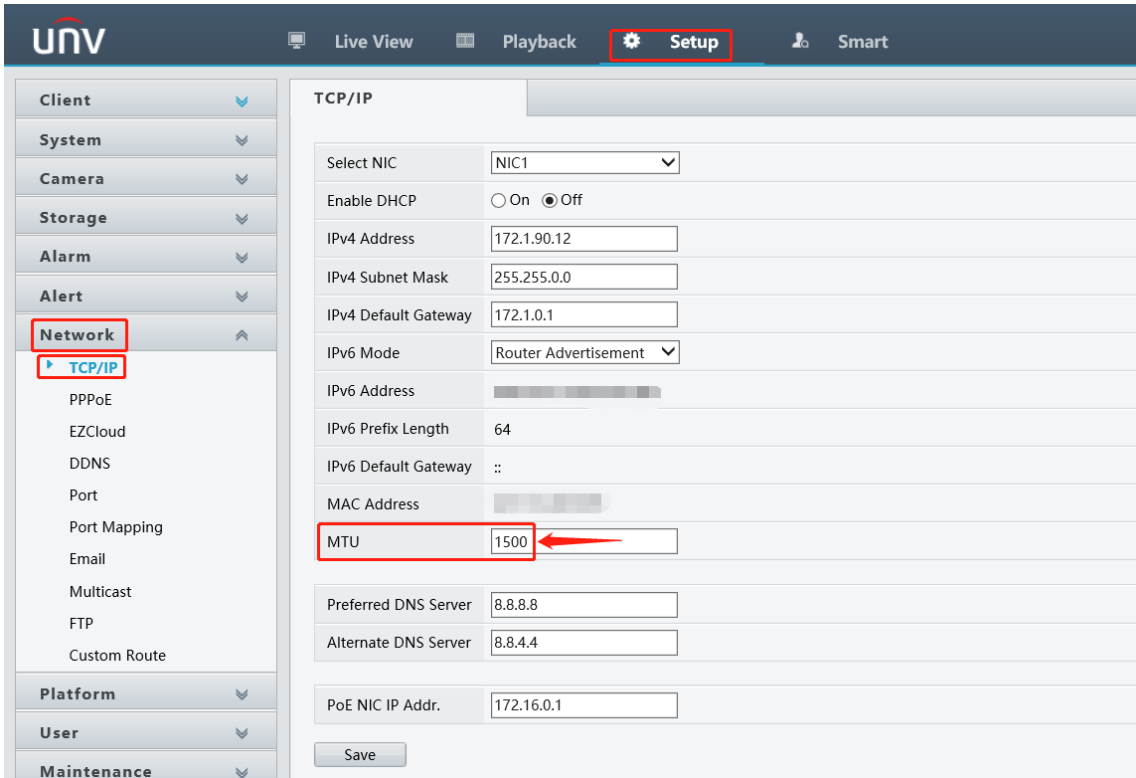 unv
Live View
Playback
Setup
Smart
Client
System
Camera
Storage
Alarm
Alert
Network
TCP/IP
PPPoE
EZCloud
DDNS
Port
Port Mapping
Email
Multicast
FTP
Custom Route
Platform
User
Maintenance
TCP/IP
Select NIC NIC1
Enable DHCP On Off
IPv4 Address 172.1.90.12
IPv4 Subnet Mask 255.255.0.0
IPv4 Default Gateway 172.1.0.1
IPv6 Mode Router Advertisement
IPv6 Address
IPv6 Prefix Length 64
IPv6 Default Gateway ::
MAC Address
MTU 1500
Preferred DNS Server 8.8.8.8
Alternate DNS Server 8.8.4.4
PoE NIC IP Addr. 172.16.0.1
Save